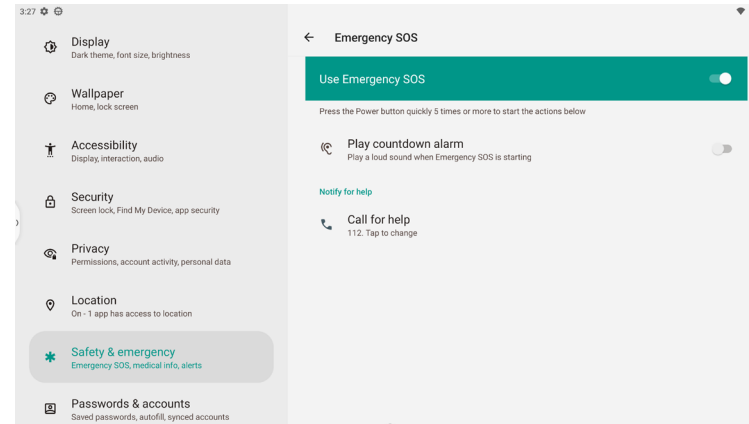 3:27
Display
Dark theme, font size, brightness
Wallpaper
Home, lock screen
Accessibility
Display, interaction, audio
Security
Screen lock, Find My Device, app security
Privacy
Permissions, account activity, personal data
Location
On - 1 app has access to location
Safety & emergency
Emergency SOS, medical info, alerts
Passwords & accounts
Saved passwords, autofill, synced accounts
Emergency SOS
Use Emergency SOS
Press the Power button quickly 5 times or more to start the actions below
Play countdown alarm
Play a loud sound when Emergency SOS is starting
Notify for help
Call for help
112. Tap to change